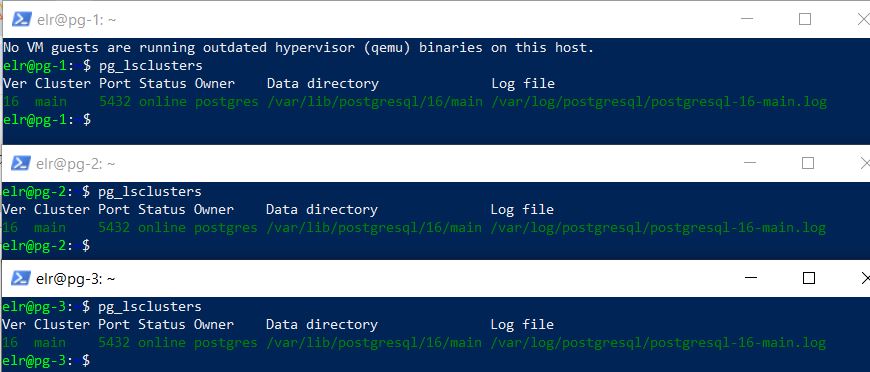 elr@pg-1: ~
No VM guests are running outdated hypervisor (qemu) binaries on this host.
elr@pg-1:~$ pg_lsclusters
Ver Cluster Port Status Owner    Data directory              Log file
16  main    5432 online postgres /var/lib/postgresql/16/main /var/log/postgresql/postgresql-16-main.log
elr@pg-1:~$
elr@pg-2: ~
elr@pg-2:~$ pg_lsclusters
Ver Cluster Port Status Owner    Data directory              Log file
16  main    5432 online postgres /var/lib/postgresql/16/main /var/log/postgresql/postgresql-16-main.log
elr@pg-2:~$
elr@pg-3: ~
elr@pg-3:~$ pg_lsclusters
Ver Cluster Port Status Owner    Data directory              Log file
16  main    5432 online postgres /var/lib/postgresql/16/main /var/log/postgresql/postgresql-16-main.log
elr@pg-3:~$